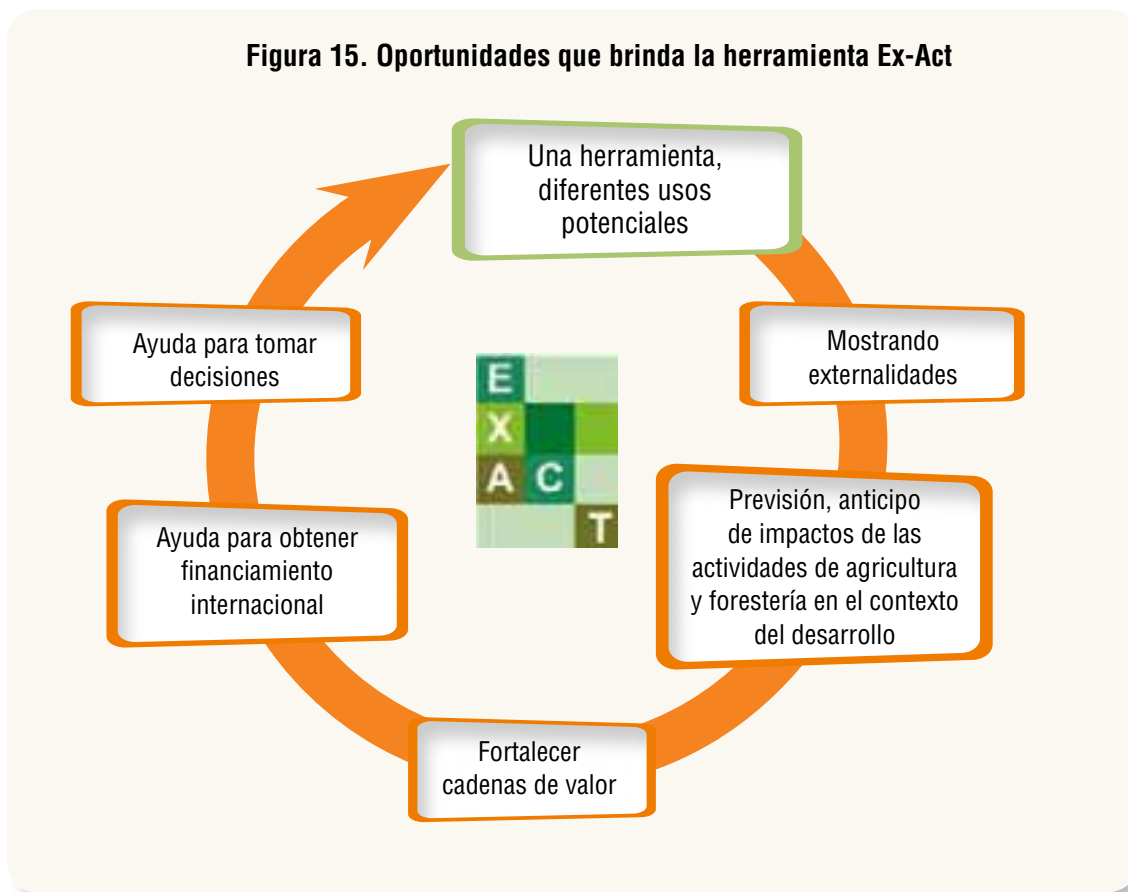 Figura 15. Oportunidades que brinda la herramienta Ex-Act
Una herramienta,
diferentes usos
potenciales
Mostrando
externalidades
Previsión, anticipo
de impactos de las
actividades de agricultura
y forestería en el contexto
del desarrollo
Fortalecer
cadenas de valor
Ayuda para obtener
financiamiento
internacional
Ayuda para tomar
decisiones
E
X
A C
T